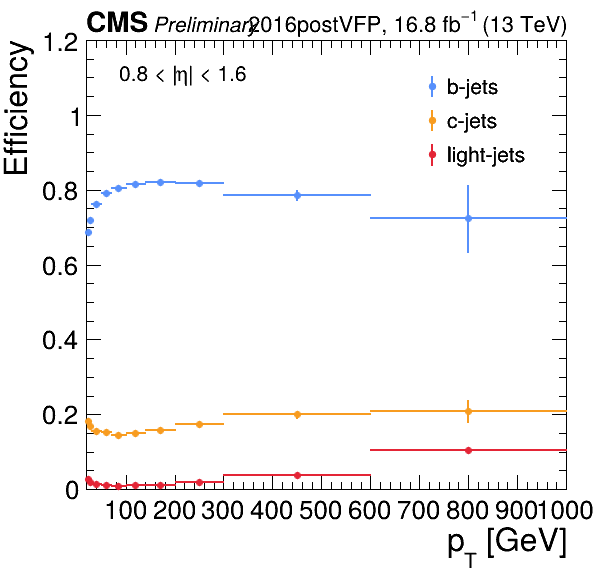 CMS Preliminary 2016postVFP, 16.8 fb⁻¹ (13 TeV)
0.8 < |η| < 1.6
b-jets
c-jets
light-jets
Efficiency
1.2
1
0.8
0.6
0.4
0.2
0
100 200 300 400 500 600 700 800 900 1000
p_T [GeV]